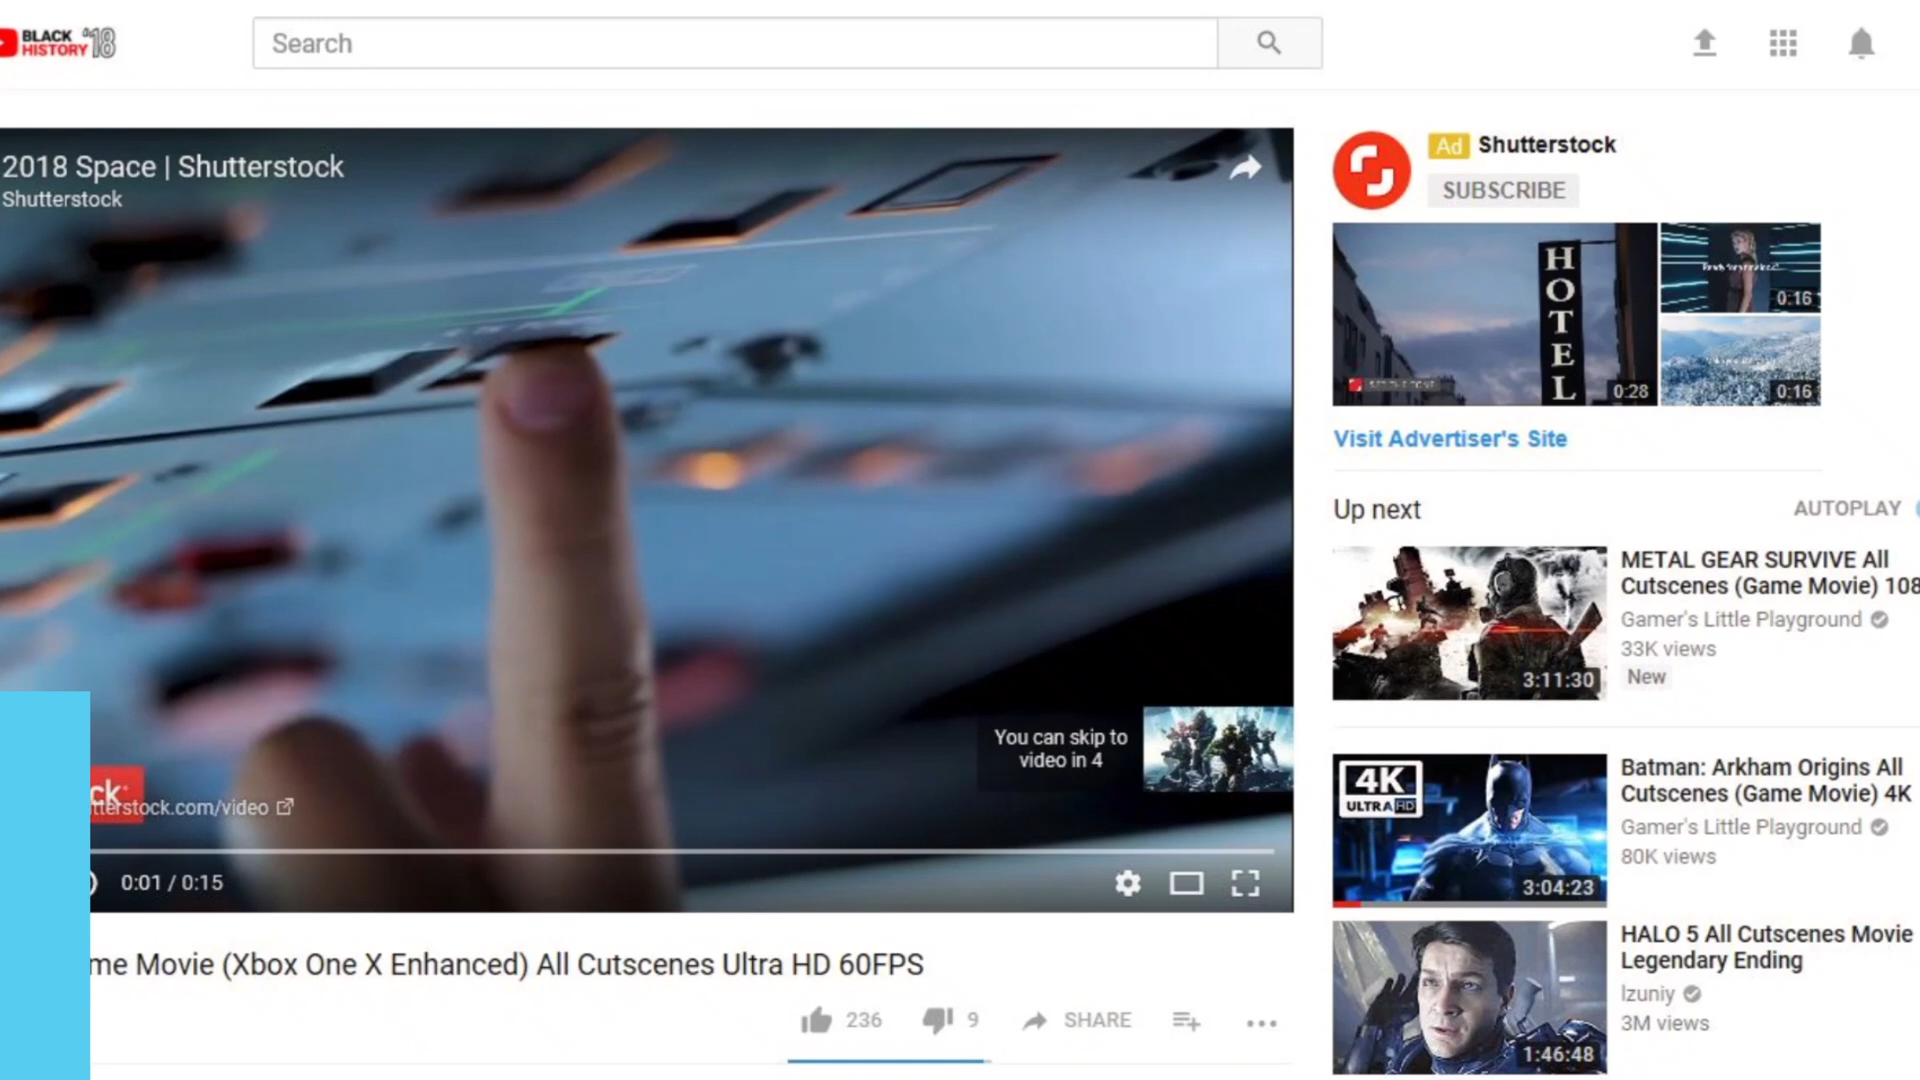 BLACK
HISTORY
'18
Search
2018 Space | Shutterstock
Shutterstock
Ad Shutterstock
SUBSCRIBE
HOTEL
0:28
0:16
0:16
Visit Advertiser's Site
Up next
AUTOPLAY
METAL GEAR SURVIVE All
Cutscenes (Game Movie) 108
Gamer's Little Playground
33K views
New
3:11:30
You can skip to
video in 4
ck
tterstock.com/video
0:01 / 0:15
4K
ULTRA HD
3:04:23
Batman: Arkham Origins All
Cutscenes (Game Movie) 4K
Gamer's Little Playground
80K views
me Movie (Xbox One X Enhanced) All Cutscenes Ultra HD 60FPS
236
9
SHARE
HALO 5 All Cutscenes Movie
Legendary Ending
Izuniy
3M views
1:46:48